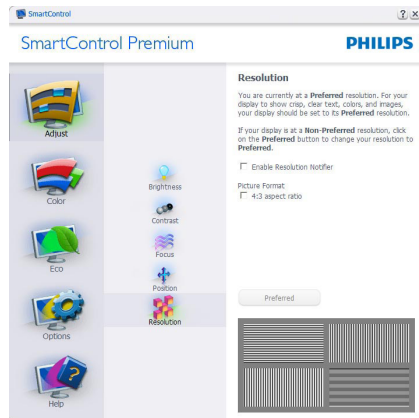 SmartControl
SmartControl Premium
PHILIPS
Adjust
Color
Eco
Options
Help
Brightness
Contrast
Focus
Position
Resolution
Resolution
You are currently at a Preferred resolution. For your
display to show crisp, clear text, colors, and images,
your display should be set to its Preferred resolution.
If your display is at a Non-Preferred resolution, click
on the Preferred button to change your resolution to
Preferred.
Enable Resolution Notifier
Picture Format
4:3 aspect ratio
Preferred